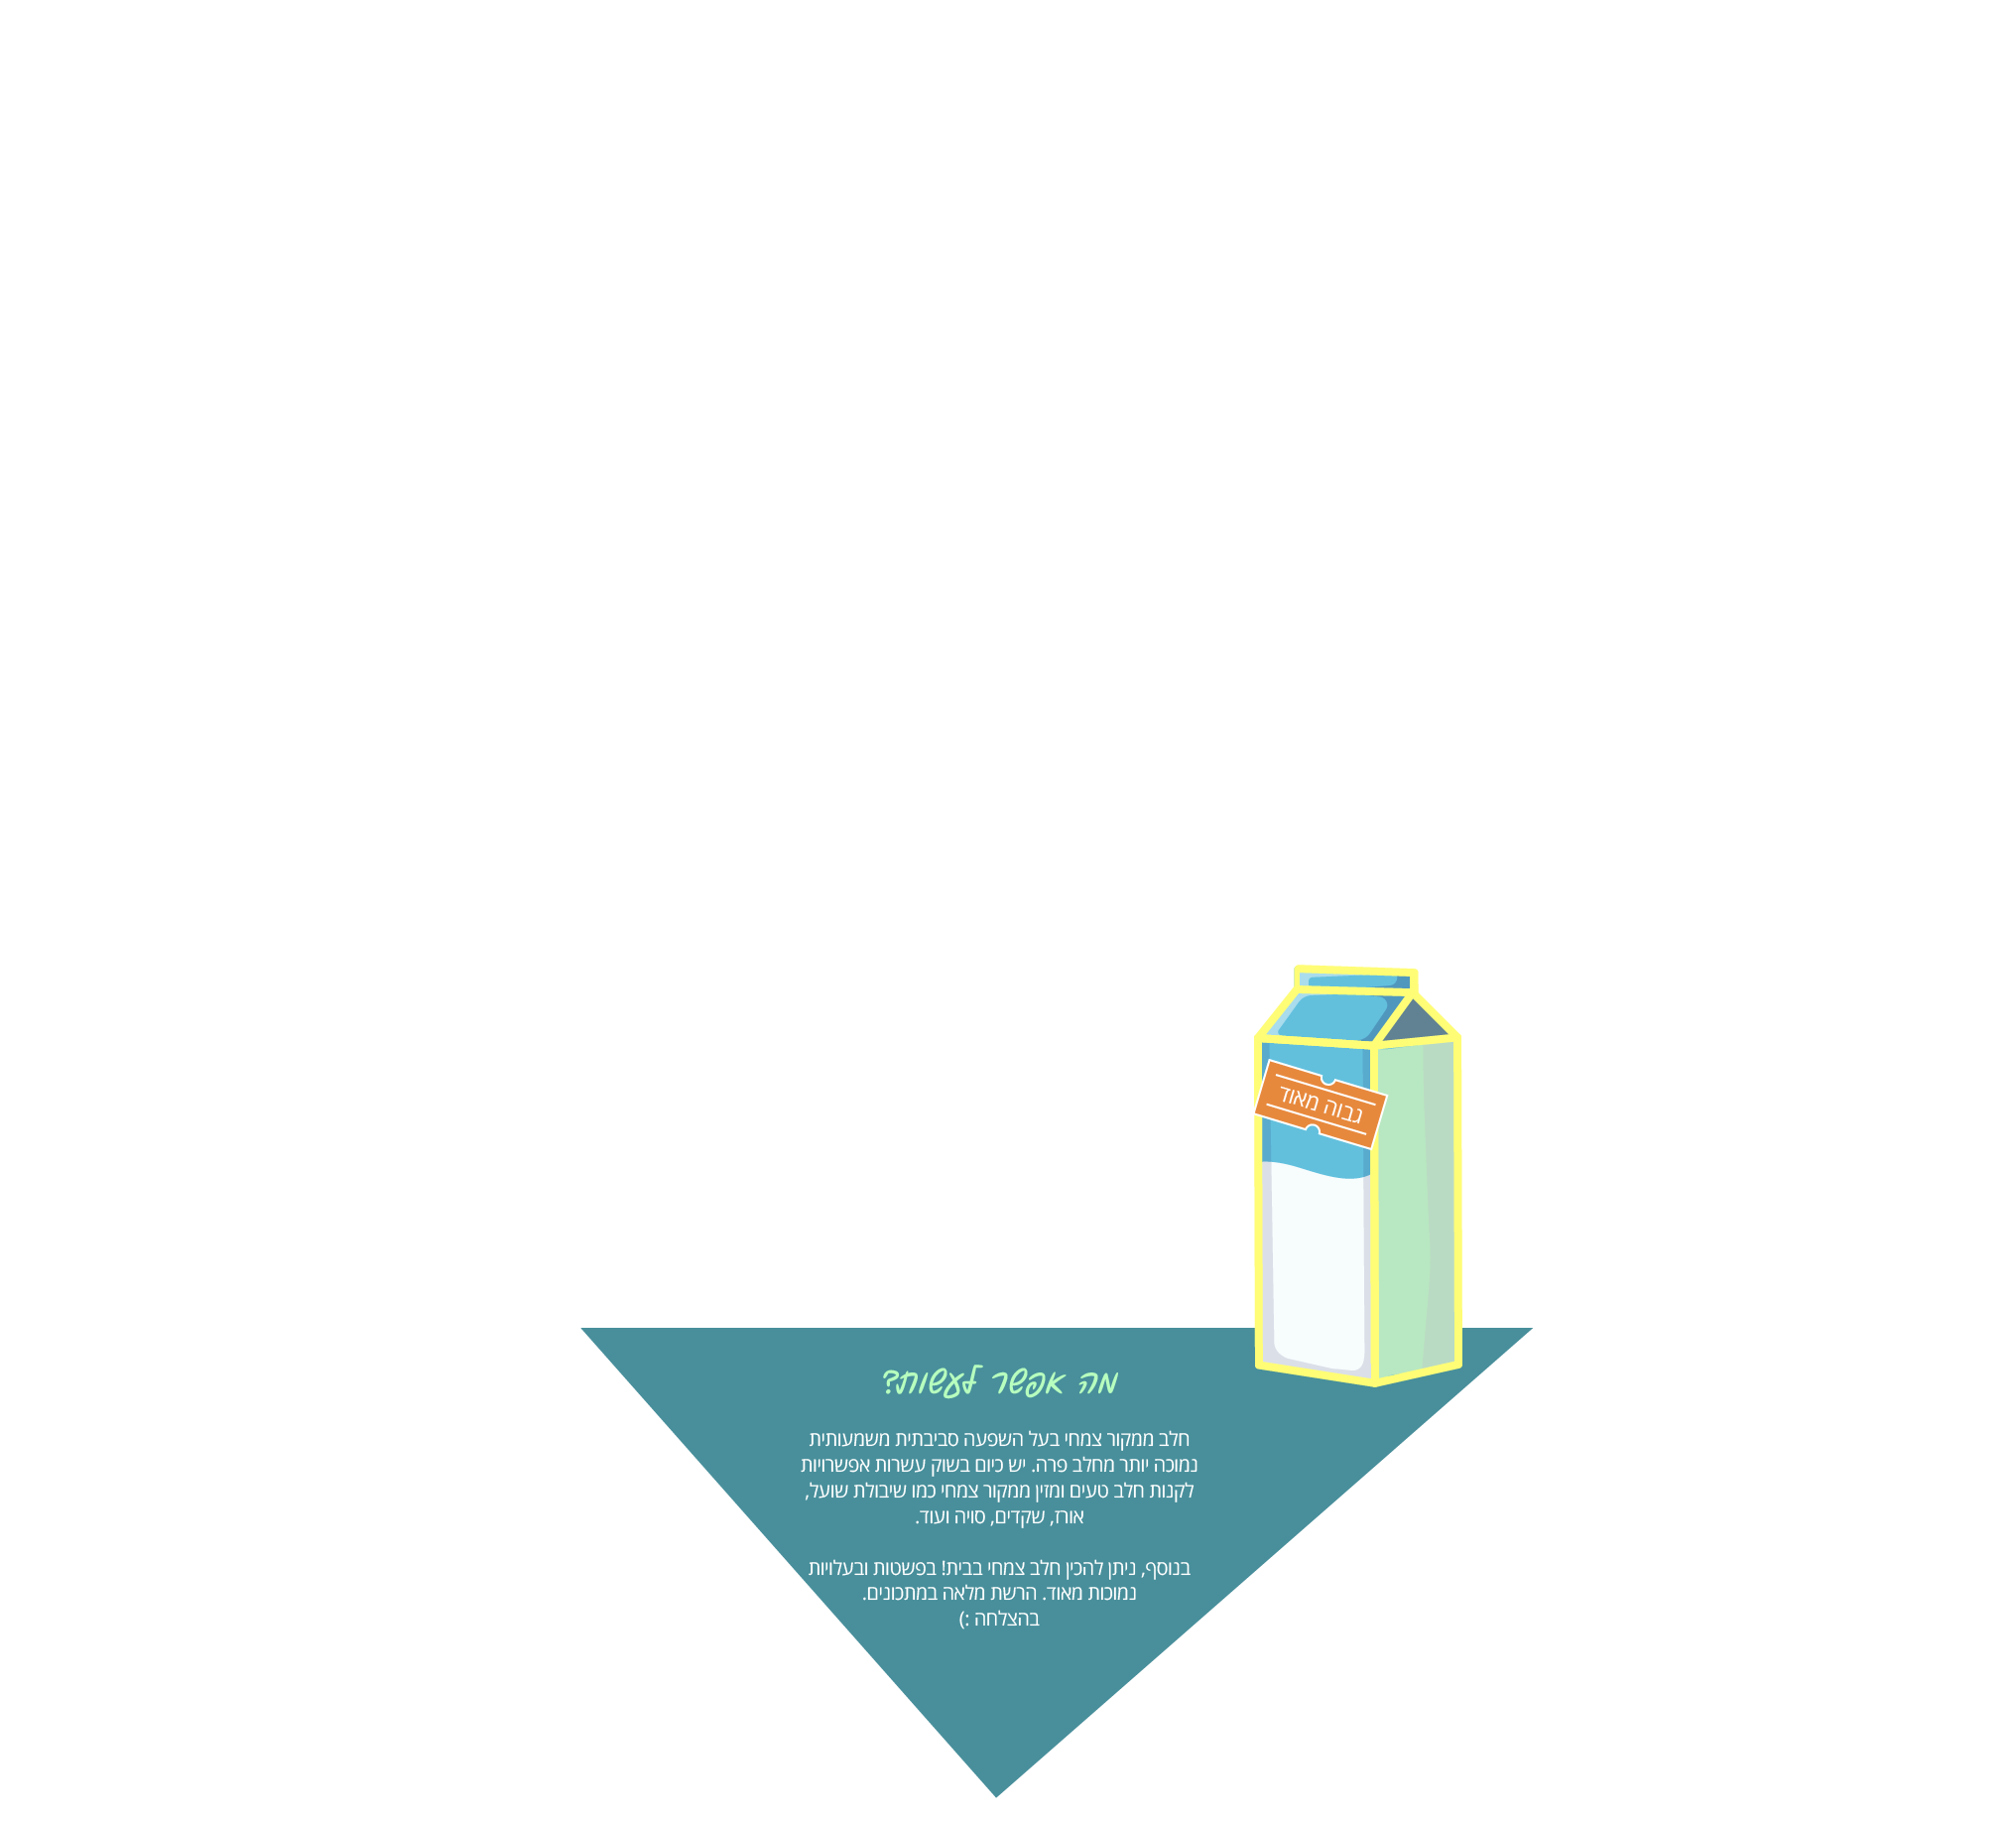 גבוה מאוד
מה אפשר לעשות?
חלב ממקור צמחי בעל השפעה סביבתית משמעותית
נמוכה יותר מחלב פרה. יש כיום בשוק עשרות אפשרויות
לקנות חלב טעים ומזין ממקור צמחי כמו שיבולת שועל,
אורז, שקדים, סויה ועוד.
בנוסף, ניתן להכין חלב צמחי בבית! בפשטות ובעלויות
נמוכות מאוד. הרשת מלאה במתכונים.
בהצלחה :)